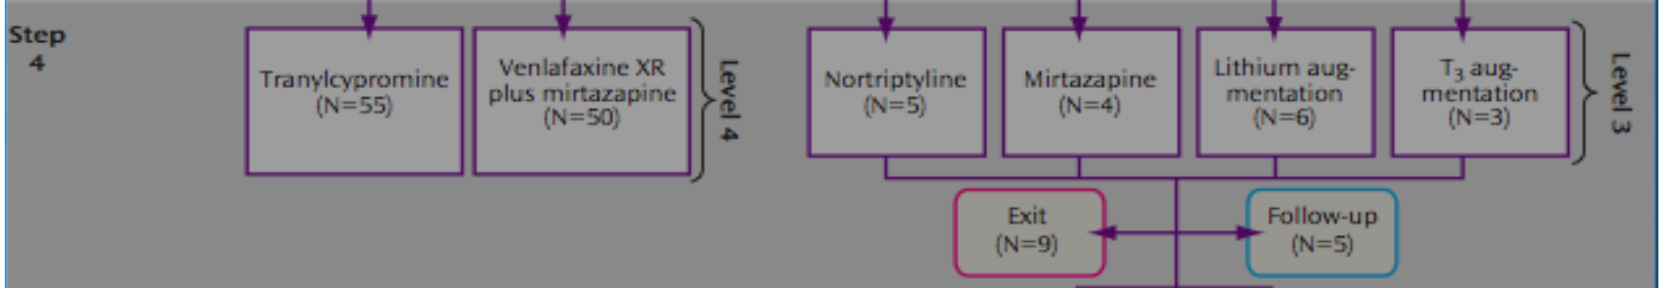 Step
4
Tranylcypromine
(N=55)
Venlafaxine XR
plus mirtazapine
(N=50)
Level 4
Nortriptyline
(N=5)
Mirtazapine
(N=4)
Lithium aug-
mentation
(N=6)
T₃ aug-
mentation
(N=3)
Level 3
Exit
(N=9)
Follow-up
(N=5)